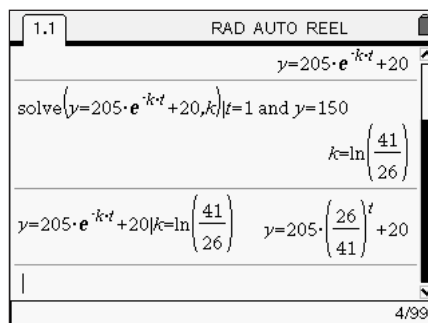 1.1 RAD AUTO REEL
y=205·e^-k·t+20
solve(y=205·e^-k·t+20,k)|t=1 and y=150
k=ln(41/26)
y=205·e^-k·t+20|k=ln(41/26) y=205·(26/41)^t+20
4/99